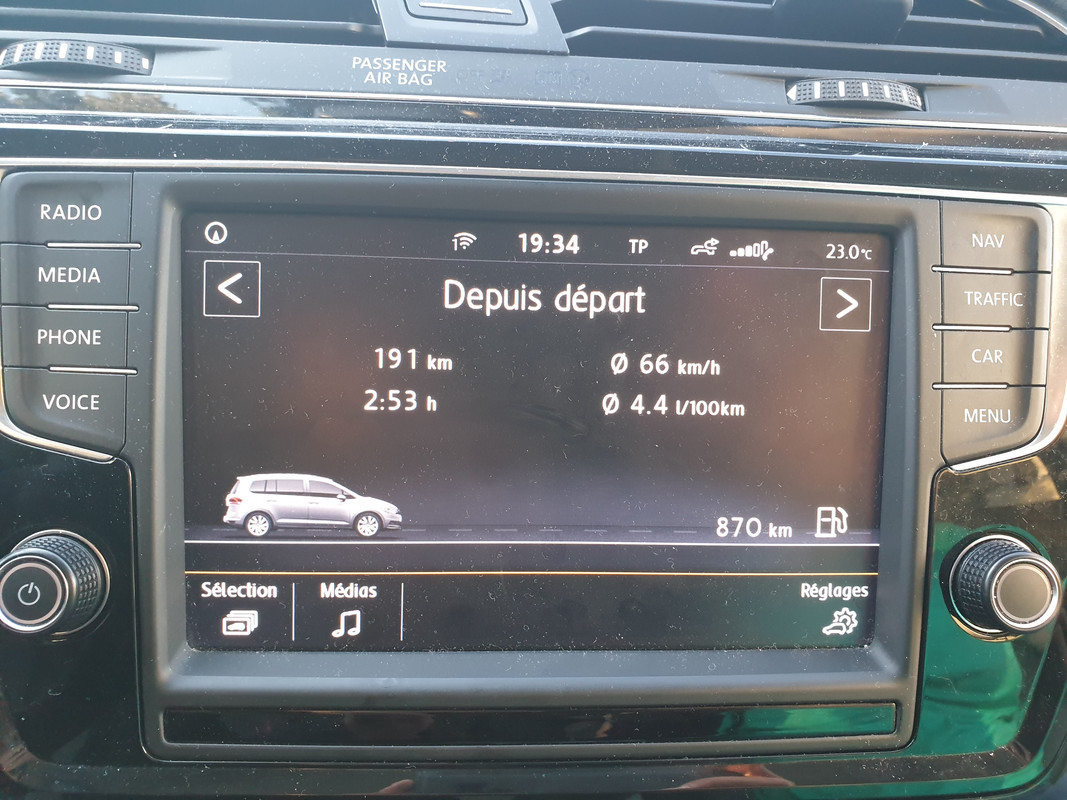 PASSENGER
AIR BAG
RADIO
MEDIA
PHONE
VOICE
19:34 TP 23.0°C
< Depuis départ >
191 km Ø 66 km/h
2:53 h Ø 4.4 l/100km
870 km
Sélection Médias Réglages
NAV
TRAFFIC
CAR
MENU